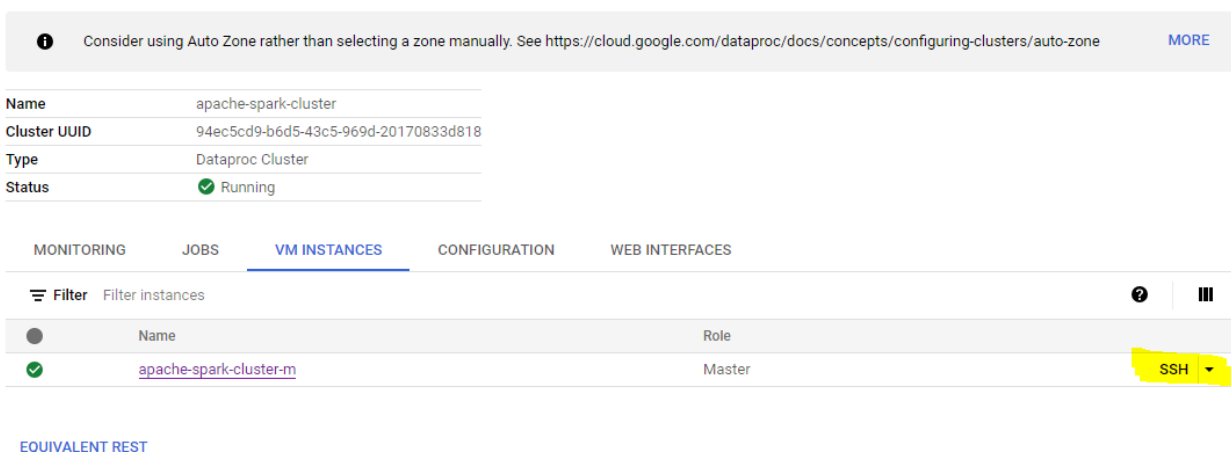 Consider using Auto Zone rather than selecting a zone manually. See https://cloud.google.com/dataproc/docs/concepts/configuring-clusters/auto-zone MORE
Name apache-spark-cluster
Cluster UUID 94ec5cd9-b6d5-43c5-969d-20170833d818
Type Dataproc Cluster
Status Running
MONITORING JOBS VM INSTANCES CONFIGURATION WEB INTERFACES
Filter Filter instances
Name Role
apache-spark-cluster-m Master SSH
EQUIVALENT REST